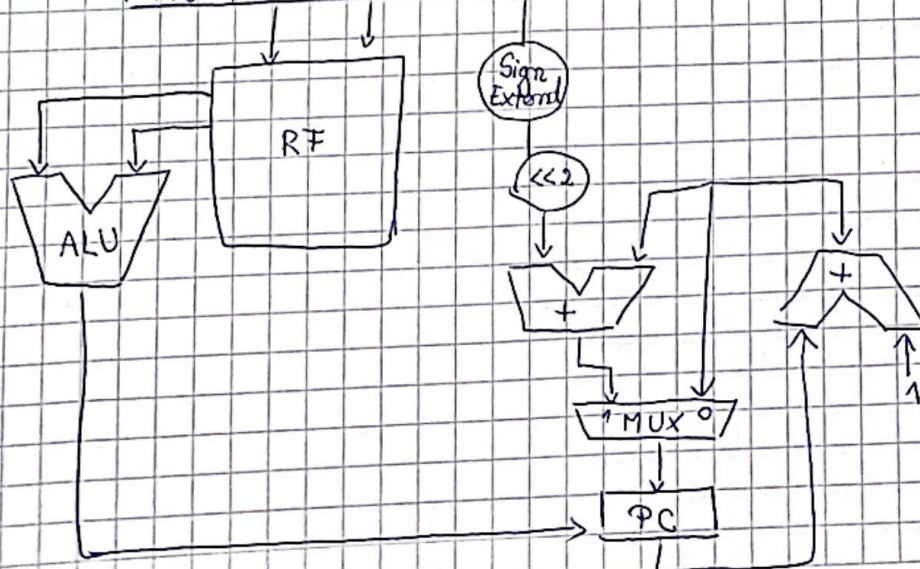 Sign
Extend
RF
<<2
ALU
+
+
1
1 MUX 0
PC